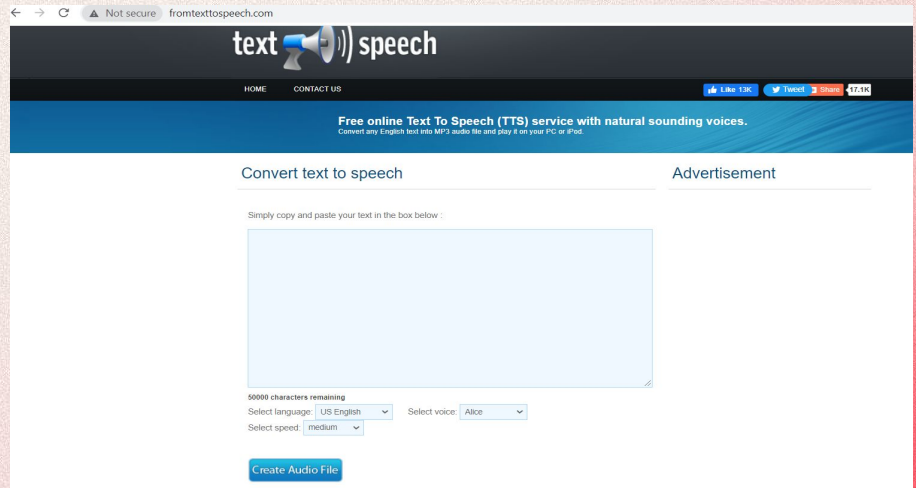 Not secure fromtexttospeech.com
text speech
HOME CONTACT US
Like 13K Tweet Share 17.1K
Free online Text To Speech (TTS) service with natural sounding voices.
Convert any English text into MP3 audio file and play it on your PC or iPod.
Convert text to speech
Advertisement
Simply copy and paste your text in the box below :
50000 characters remaining
Select language: US English Select voice: Alice
Select speed: medium
Create Audio File